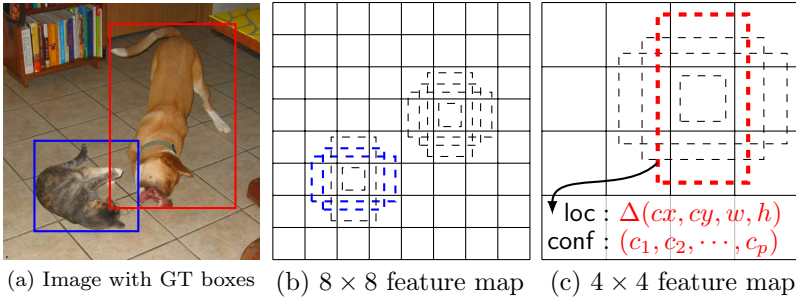 loc : Δ(cx, cy, w, h)
conf : (c₁, c₂, ⋯, cₚ)
(a) Image with GT boxes
(b) 8 × 8 feature map
(c) 4 × 4 feature map